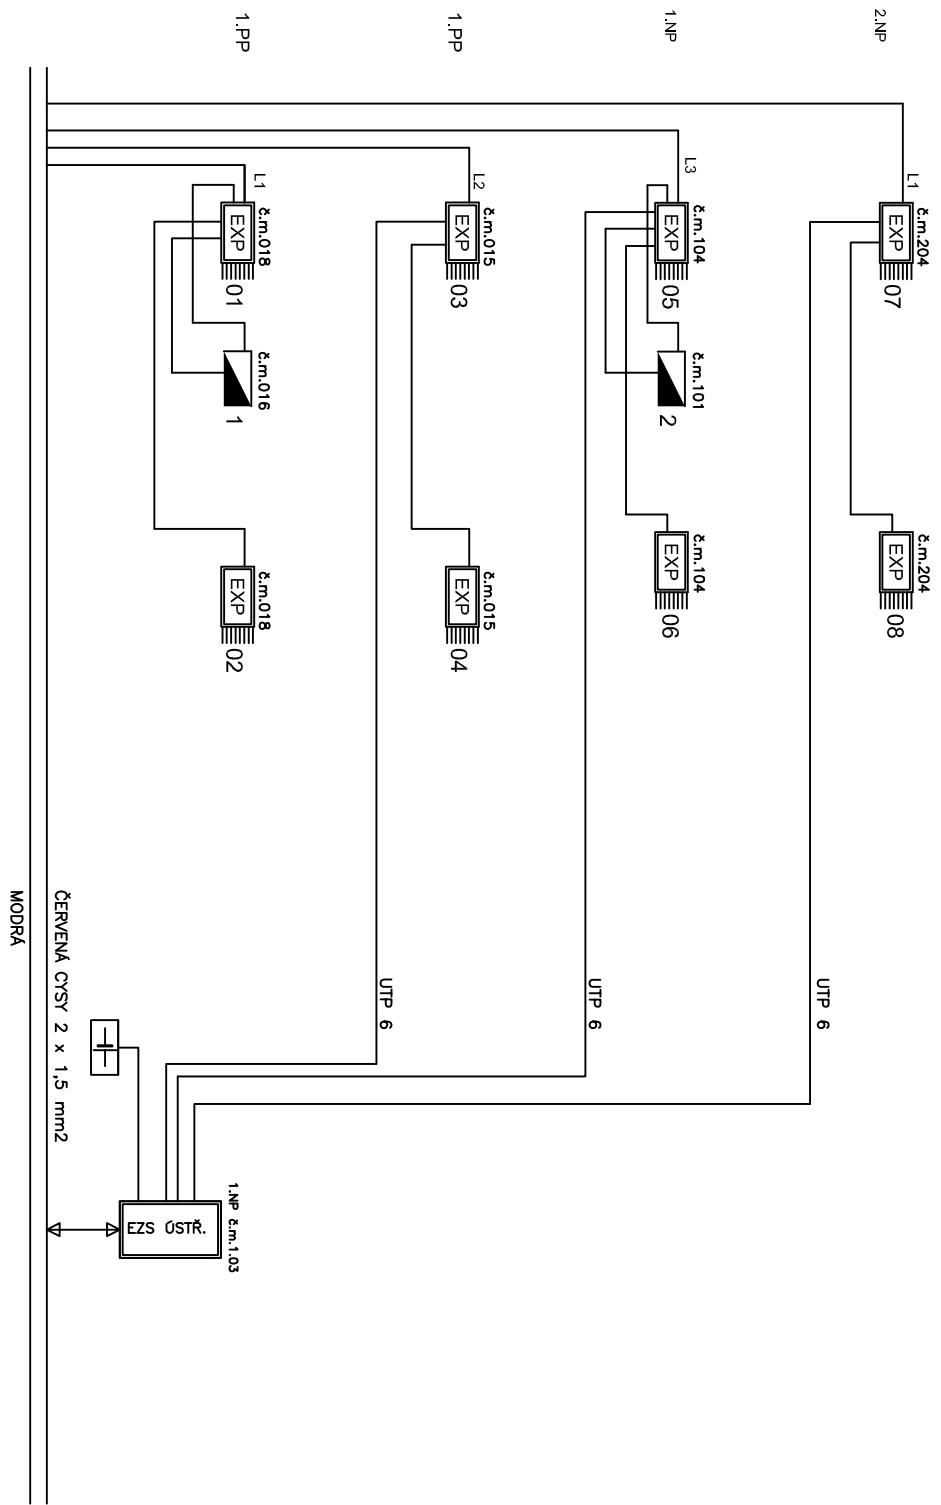 2.NP
L1
č.m.204
EXP
07
č.m.204
EXP
08
UTP 6
1.NP
L3
č.m.104
EXP
05
č.m.101
2
č.m.104
EXP
06
UTP 6
1.PP
L2
č.m.015
EXP
03
č.m.015
EXP
04
UTP 6
1.PP
L1
č.m.018
EXP
01
č.m.016
1
č.m.018
EXP
02
1.NP č.m.1.03
EZS ÚSTŘ.
ČERVENÁ CYSY 2 x 1,5 mm2
MODRÁ